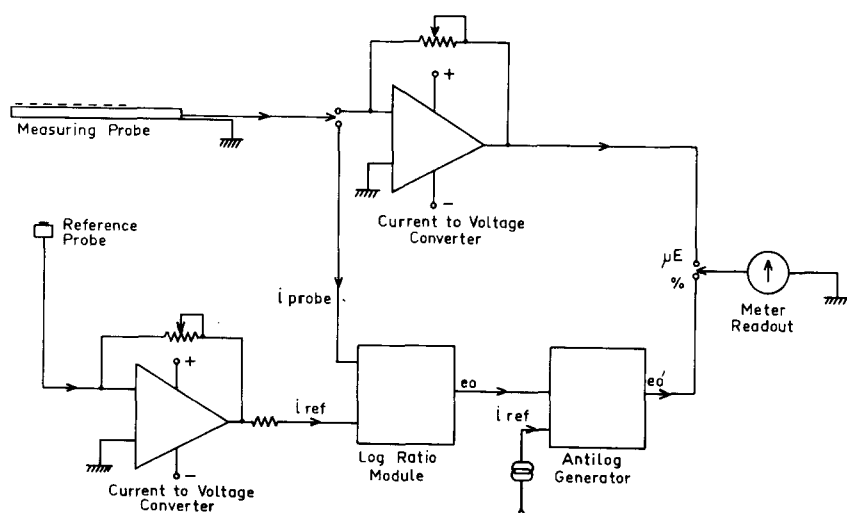 +
Measuring Probe
−
Current to Voltage
Converter
Reference
Probe
μE
%
Meter
Readout
i probe
+
eo
eo'
i ref
i ref
−
Log Ratio
Module
Antilog
Generator
Current to Voltage
Converter